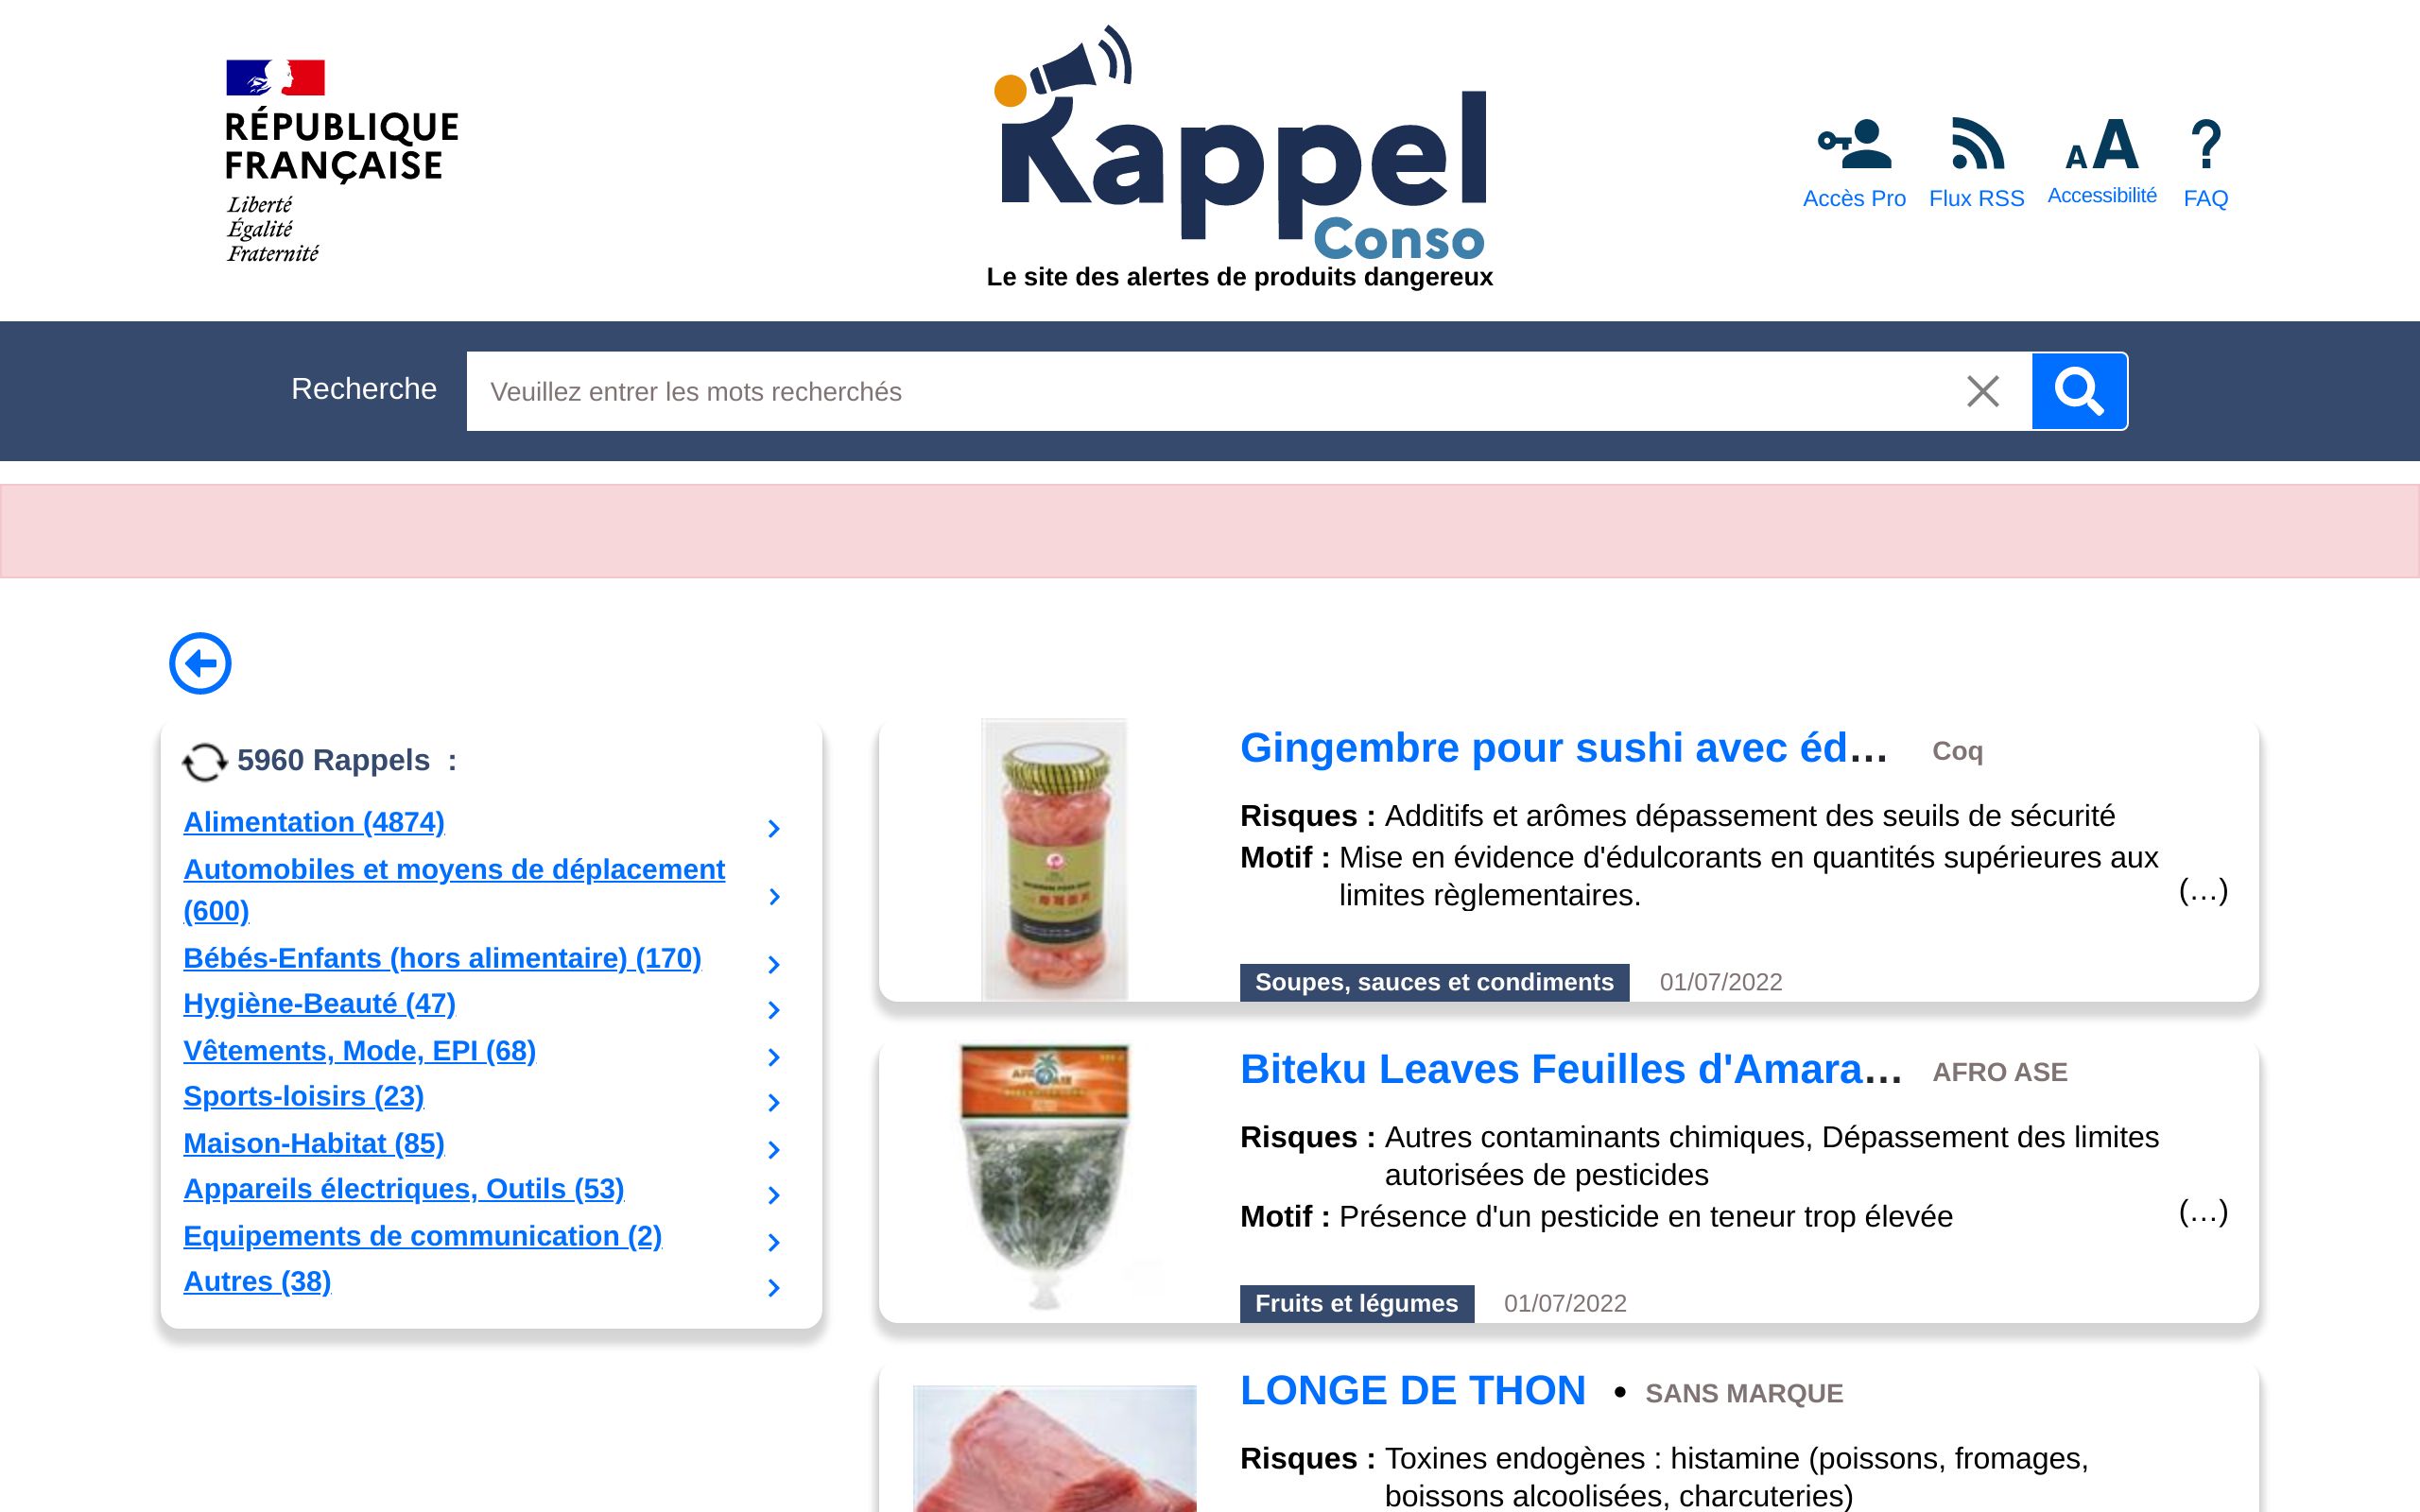 RÉPUBLIQUE
FRANÇAISE
Liberté
Égalité
Fraternité
Rappel
Conso
Le site des alertes de produits dangereux
Accès Pro
Flux RSS
Accessibilité
FAQ
Recherche
Veuillez entrer les mots recherchés
5960 Rappels :
Alimentation (4874)
Automobiles et moyens de déplacement
(600)
Bébés-Enfants (hors alimentaire) (170)
Hygiène-Beauté (47)
Vêtements, Mode, EPI (68)
Sports-loisirs (23)
Maison-Habitat (85)
Appareils électriques, Outils (53)
Equipements de communication (2)
Autres (38)
Gingembre pour sushi avec éd... Coq
Risques : Additifs et arômes dépassement des seuils de sécurité
Motif : Mise en évidence d'édulcorants en quantités supérieures aux
limites règlementaires.
(...)
Soupes, sauces et condiments 01/07/2022
Biteku Leaves Feuilles d'Amara... AFRO ASE
Risques : Autres contaminants chimiques, Dépassement des limites
autorisées de pesticides
Motif : Présence d'un pesticide en teneur trop élevée
(...)
Fruits et légumes 01/07/2022
LONGE DE THON • SANS MARQUE
Risques : Toxines endogènes : histamine (poissons, fromages,
boissons alcoolisées, charcuteries)